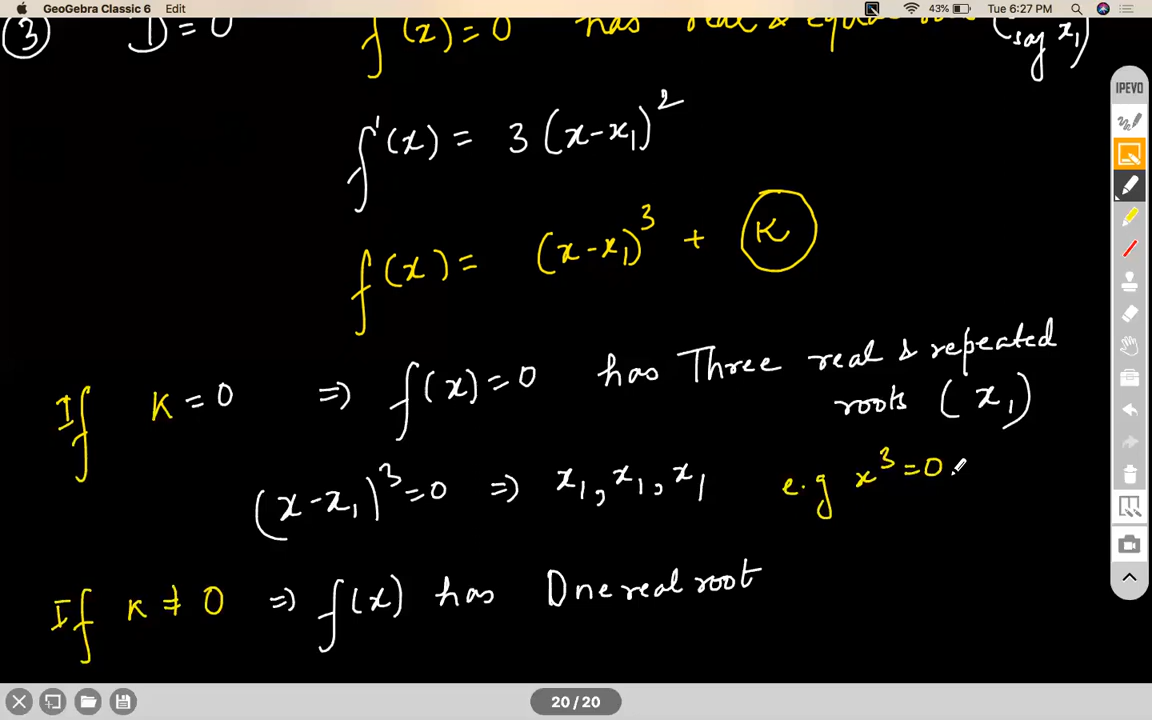 GeoGebra Classic 6 Edit 43% Tue 6:27 PM
③ D = 0 f'(x) = 0 has real & equal (say x₁)
f'(x) = 3(x-x₁)²
f(x) = (x-x₁)³ + K
If K = 0 ⇒ f(x) = 0 has Three real & repeated
roots (x₁)
(x-x₁)³ = 0 ⇒ x₁, x₁, x₁ e.g x³ = 0.
If K ≠ 0 ⇒ f(x) has One real root
IPEVO
20/20